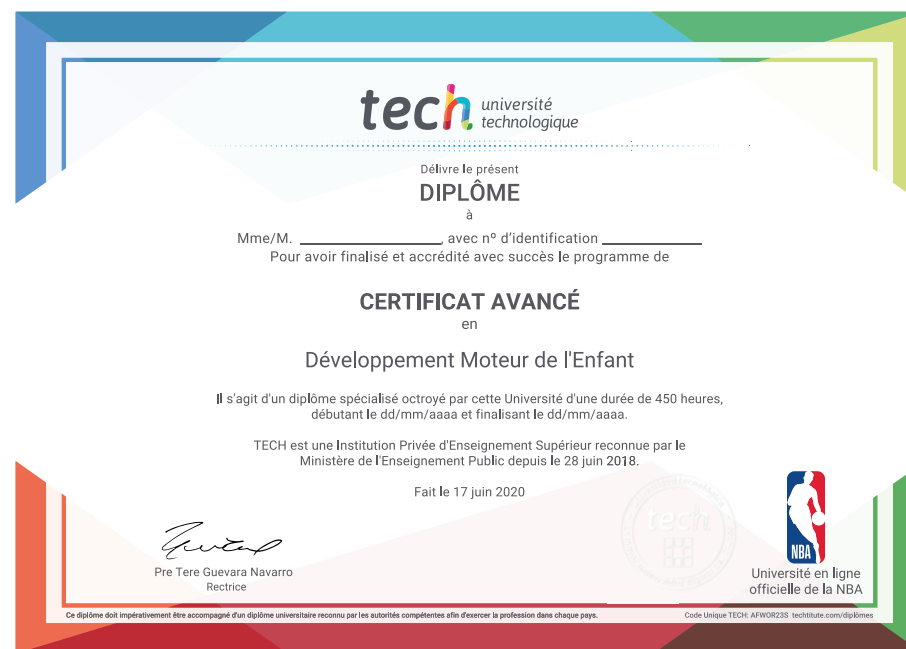 tech université
technologique
Délivre le présent
DIPLÔME
à
Mme/M. ____________, avec nº d'identification ____________
Pour avoir finalisé et accrédité avec succès le programme de
CERTIFICAT AVANCÉ
en
Développement Moteur de l'Enfant
Il s'agit d'un diplôme spécialisé octroyé par cette Université d'une durée de 450 heures,
débutant le dd/mm/aaaa et finalisant le dd/mm/aaaa.
TECH est une Institution Privée d'Enseignement Supérieur reconnue par le
Ministère de l'Enseignement Public depuis le 28 juin 2018.
Fait le 17 juin 2020
tech
NBA
Pre Tere Guevara Navarro
Rectrice
Université en ligne
officielle de la NBA
Ce diplôme doit impérativement être accompagné d'un diplôme universitaire reconnu par les autorités compétentes afin d'exercer la profession dans chaque pays.
Code Unique TECH: AFWOR23S techtitute.com/diplômes